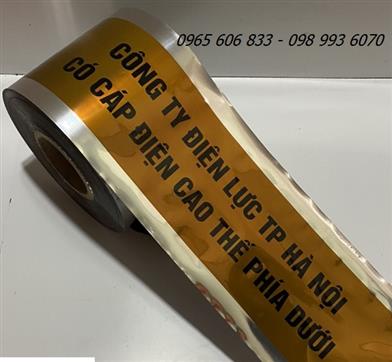 0965 606 833 - 098 993 6070
CÔNG TY ĐIỆN LỰC TP HÀ NỘI
CÓ CÁP ĐIỆN CAO THẾ PHÍA DƯỚI